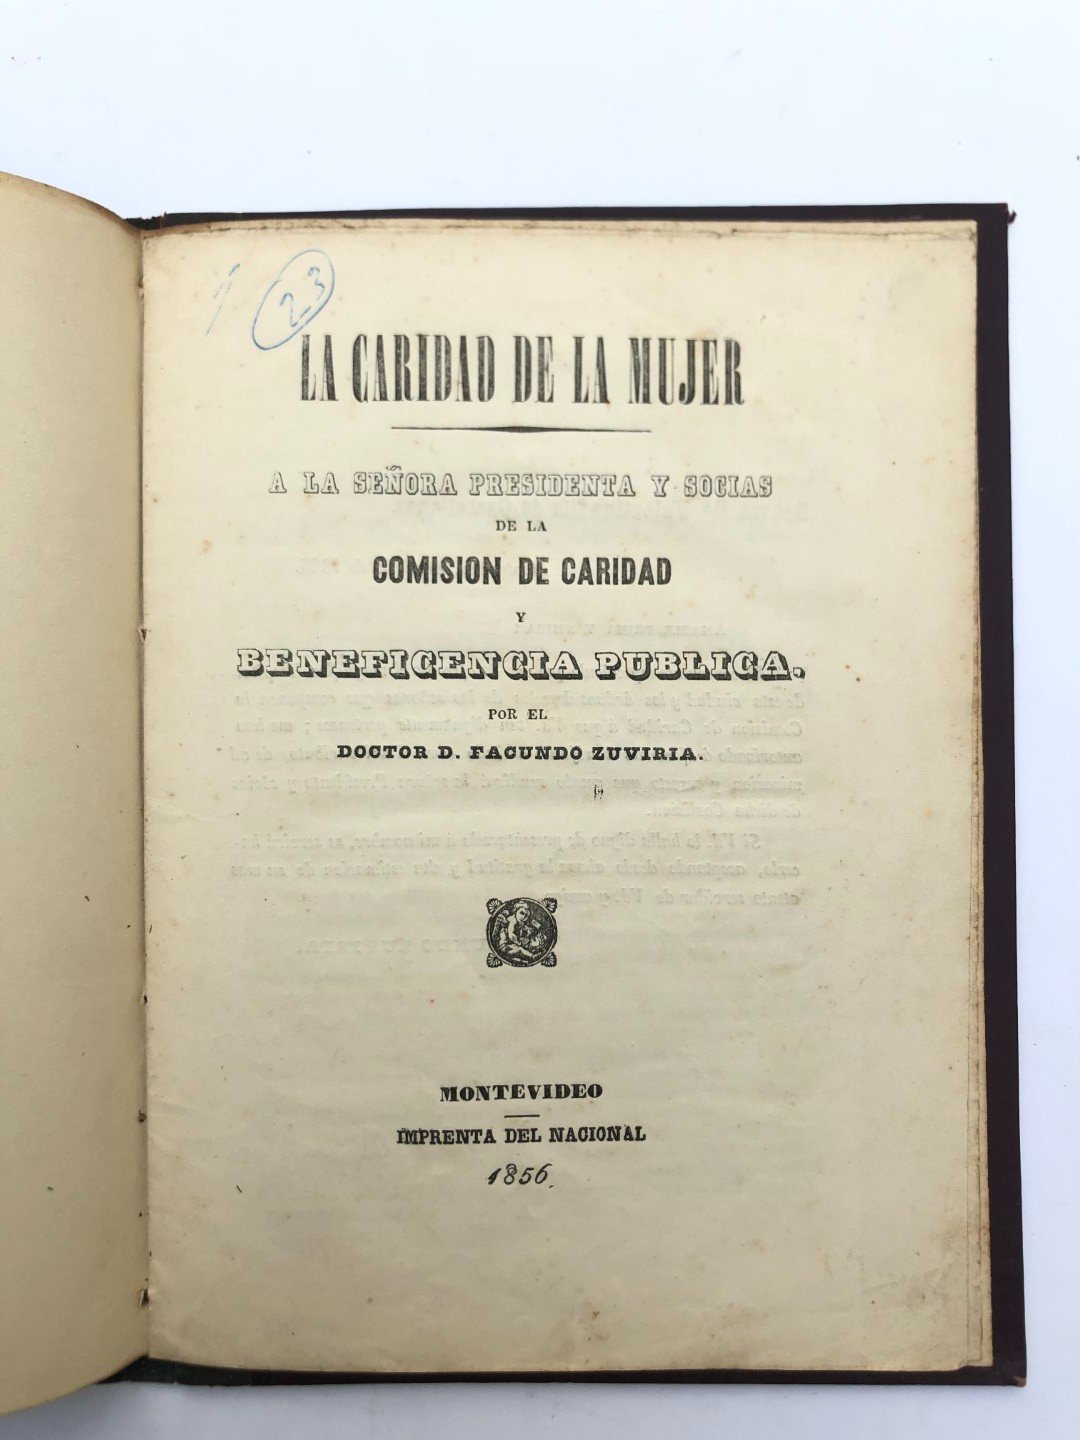 23
LA CARIDAD DE LA MUJER
A LA SEÑORA PRESIDENTA Y SOCIAS
DE LA
COMISION DE CARIDAD
Y
BENEFICENCIA PUBLICA.
POR EL
DOCTOR D. FACUNDO ZUVIRIA.
MONTEVIDEO
IMPRENTA DEL NACIONAL
1856.